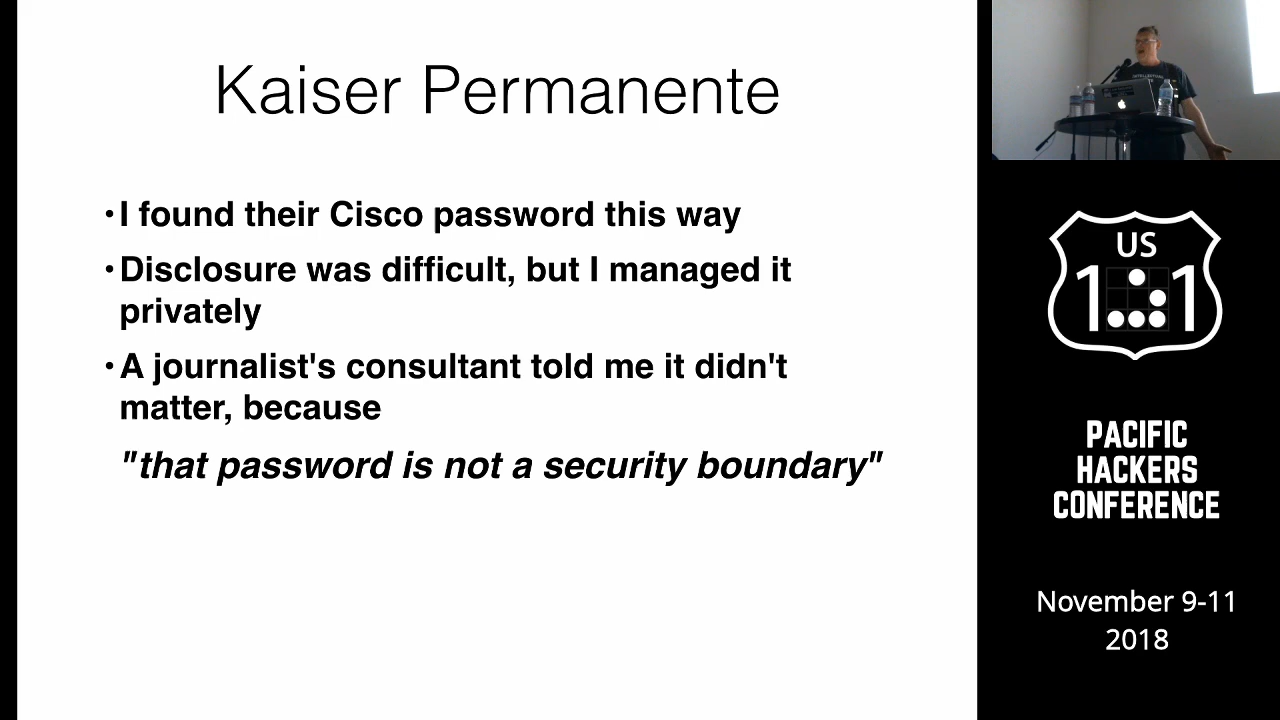 Kaiser Permanente
•I found their Cisco password this way
•Disclosure was difficult, but I managed it
privately
•A journalist's consultant told me it didn't
matter, because
"that password is not a security boundary"
US
1 1
PACIFIC
HACKERS
CONFERENCE
November 9-11
2018